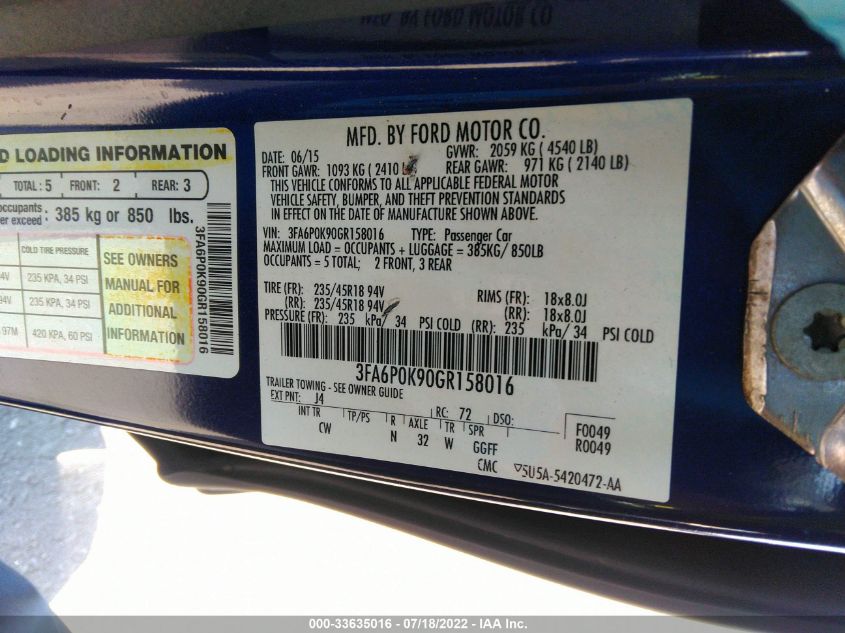 MFD. BY FORD MOTOR CO
D LOADING INFORMATION
TOTAL: 5 FRONT: 2 REAR: 3
occupants
exceed: 385 kg or 850 lbs.
COLD TIRE PRESSURE
94V 235 KPA, 34 PSI
94V 235 KPA, 34 PSI
97M 420 KPA, 60 PSI
SEE OWNERS
MANUAL FOR
ADDITIONAL
INFORMATION
3FA6P0K90GR158016
MFD. BY FORD MOTOR CO.
DATE: 06/15 GVWR: 2059 KG (4540 LB)
FRONT GAWR: 1093 KG (2410 LB) REAR GAWR: 971 KG (2140 LB)
THIS VEHICLE CONFORMS TO ALL APPLICABLE FEDERAL MOTOR
VEHICLE SAFETY, BUMPER, AND THEFT PREVENTION STANDARDS
IN EFFECT ON THE DATE OF MANUFACTURE SHOWN ABOVE.
VIN: 3FA6P0K90GR158016 TYPE: Passenger Car
MAXIMUM LOAD = OCCUPANTS + LUGGAGE = 385KG/ 850LB
OCCUPANTS = 5 TOTAL; 2 FRONT, 3 REAR
TIRE (FR): 235/45R18 94V RIMS (FR): 18x8.0J
(RR): 235/45R18 94V (RR): 18x8.0J
PRESSURE (FR): 235 kPa/ 34 PSI COLD (RR): 235 kPa/ 34 PSI COLD
3FA6P0K90GR158016
TRAILER TOWING - SEE OWNER GUIDE
EXT PNT: J4 RC: 72 DSO:
INT TR TP/PS R AXLE TR SPR F0049
CW N 32 W GGFF R0049
CMC 5U5A-5420472-AA
000-33635016 - 07/18/2022 - IAA Inc.